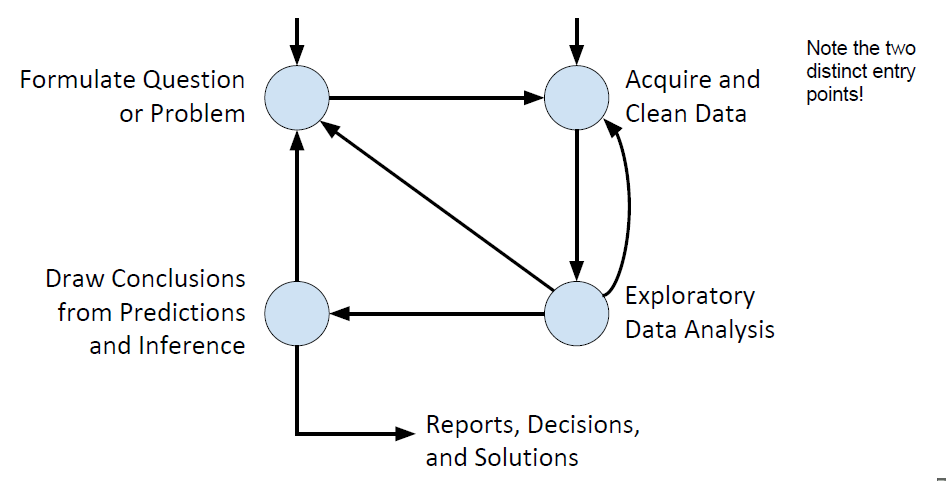 Formulate Question
or Problem
Acquire and
Clean Data
Note the two
distinct entry
points!
Draw Conclusions
from Predictions
and Inference
Exploratory
Data Analysis
Reports, Decisions,
and Solutions